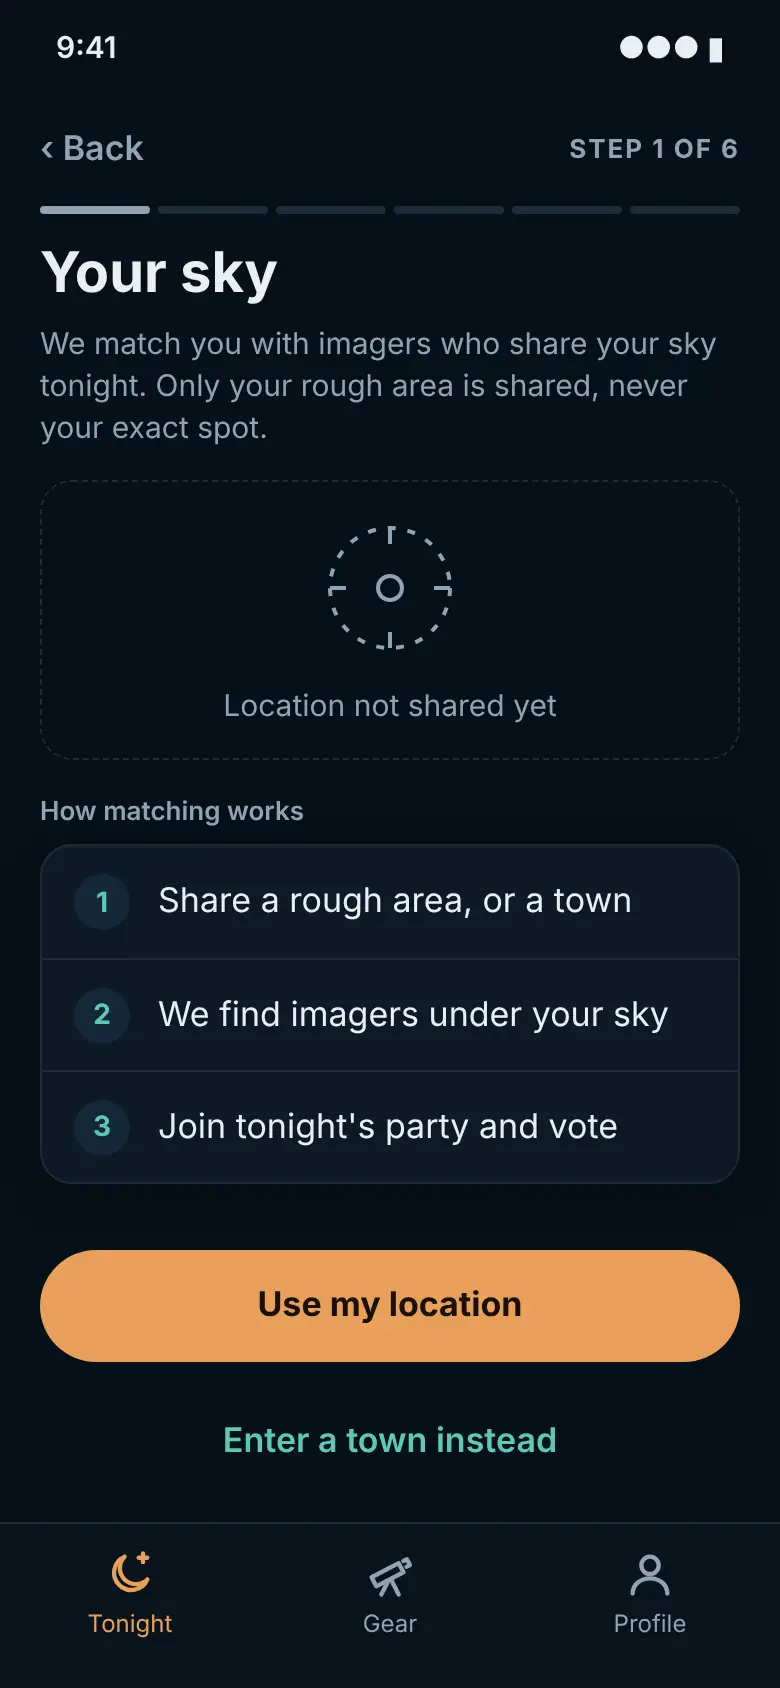 9:41
‹ Back
STEP 1 OF 6
Your sky
We match you with imagers who share your sky
tonight. Only your rough area is shared, never
your exact spot.
Location not shared yet
How matching works
1 Share a rough area, or a town
2 We find imagers under your sky
3 Join tonight's party and vote
Use my location
Enter a town instead
Tonight
Gear
Profile